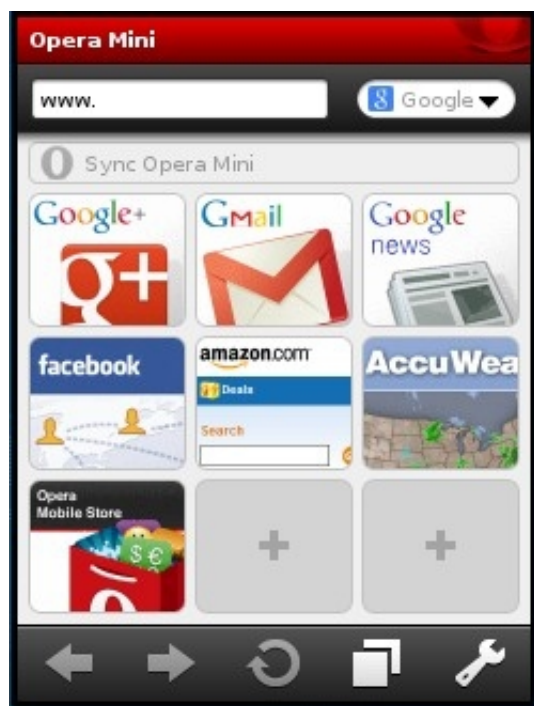 Opera Mini
www.
Google
Sync Opera Mini
Google+
g+
GMail
Google
news
facebook
amazon.com
Deals
Search
AccuWea
Opera
Mobile Store
$ €